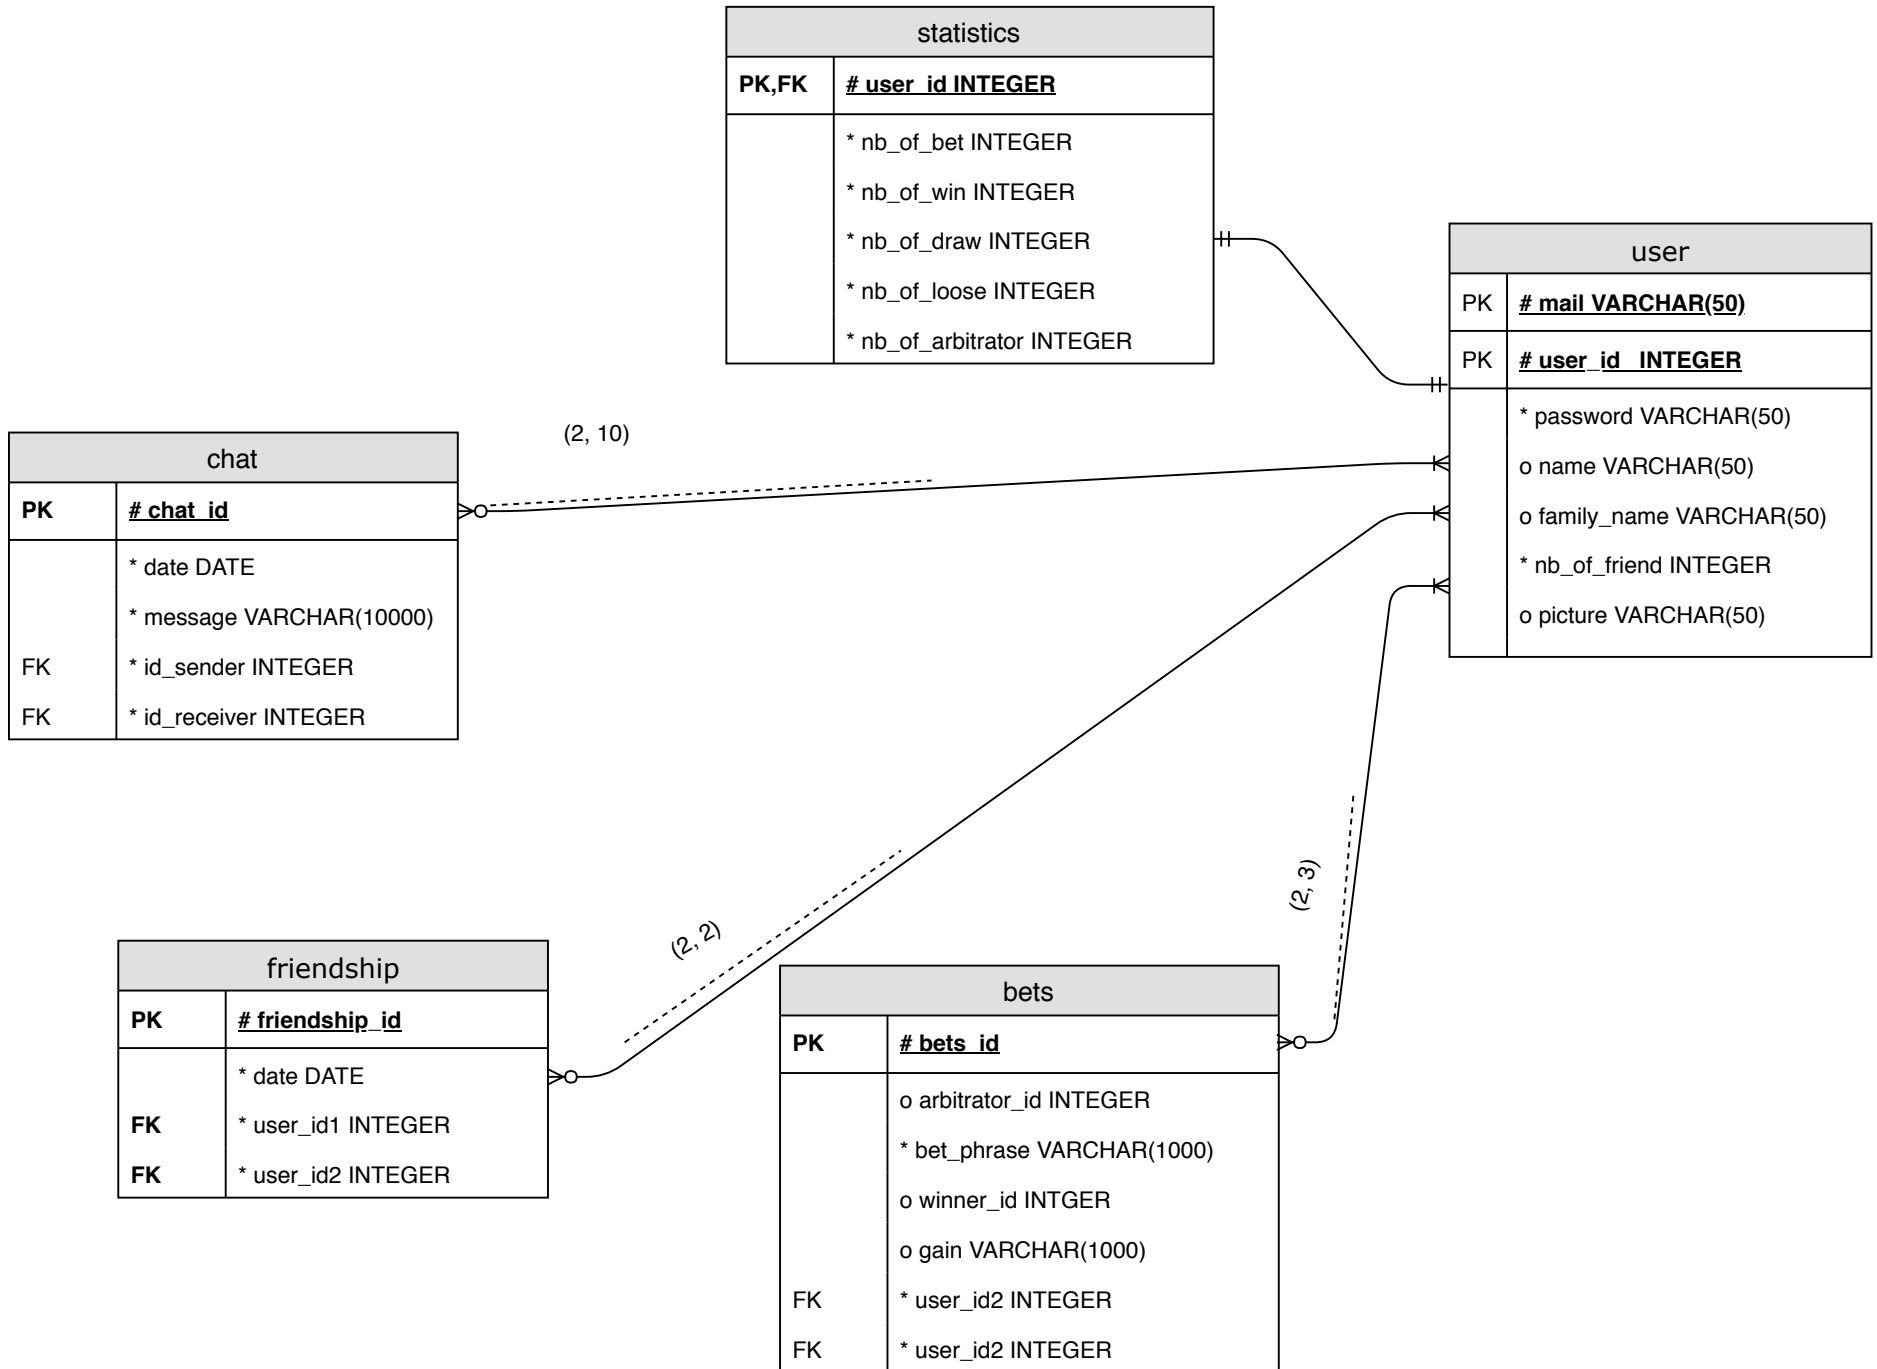 statistics
PK,FK # user_id INTEGER
* nb_of_bet INTEGER
* nb_of_win INTEGER
* nb_of_draw INTEGER
* nb_of_loose INTEGER
* nb_of_arbitrator INTEGER
user
PK # mail VARCHAR(50)
PK # user_id INTEGER
* password VARCHAR(50)
o name VARCHAR(50)
o family_name VARCHAR(50)
* nb_of_friend INTEGER
o picture VARCHAR(50)
(2, 10)
chat
PK # chat_id
* date DATE
* message VARCHAR(10000)
FK * id_sender INTEGER
FK * id_receiver INTEGER
(2, 2)
(2, 3)
friendship
PK # friendship_id
* date DATE
FK * user_id1 INTEGER
FK * user_id2 INTEGER
bets
PK # bets_id
o arbitrator_id INTEGER
* bet_phrase VARCHAR(1000)
o winner_id INTGER
o gain VARCHAR(1000)
FK * user_id2 INTEGER
FK * user_id2 INTEGER